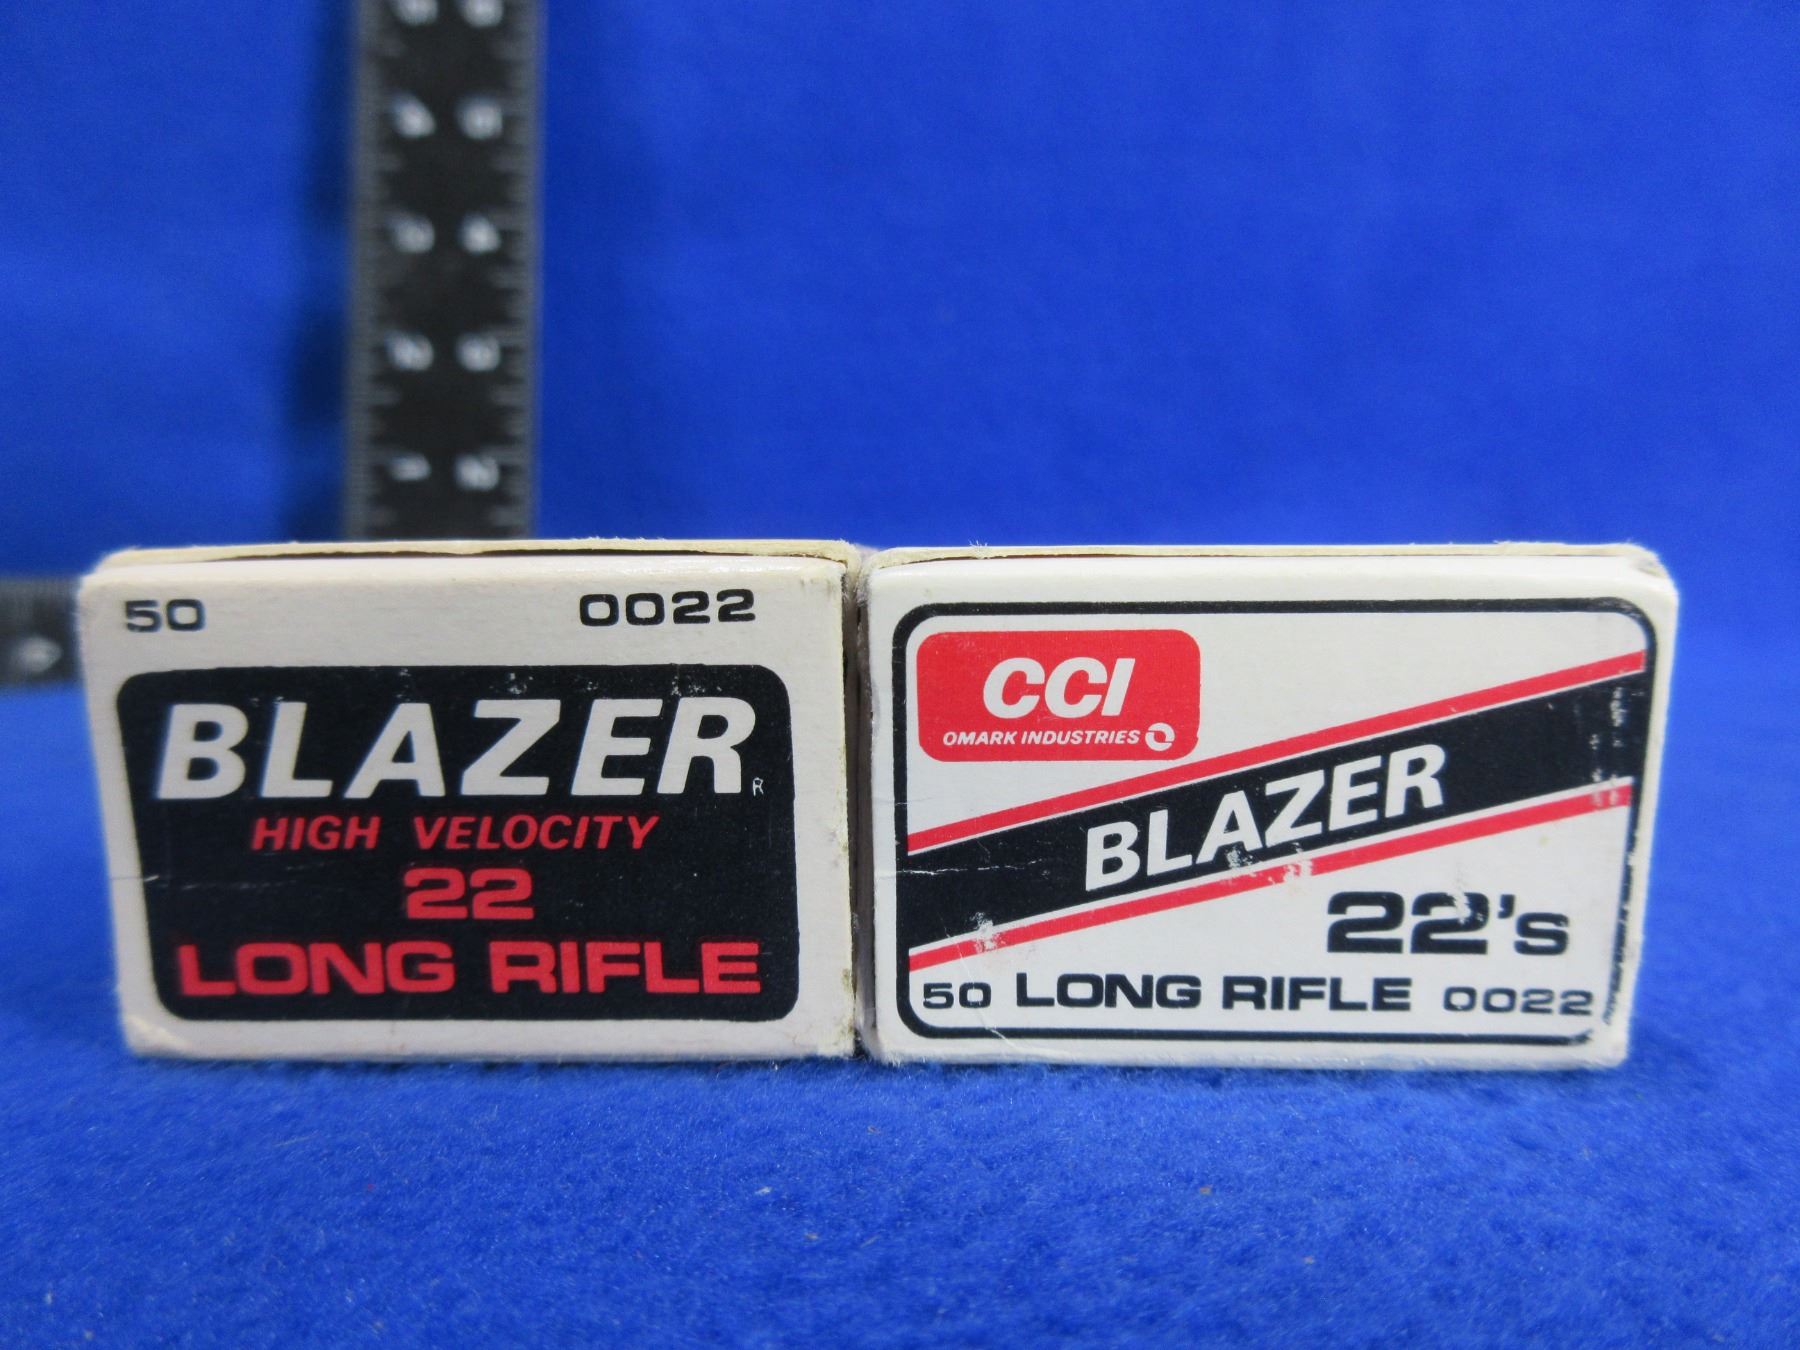 50 0022
BLAZER R
HIGH VELOCITY
22
LONG RIFLE
CCI
OMARK INDUSTRIES
BLAZER
22's
50 LONG RIFLE 0022